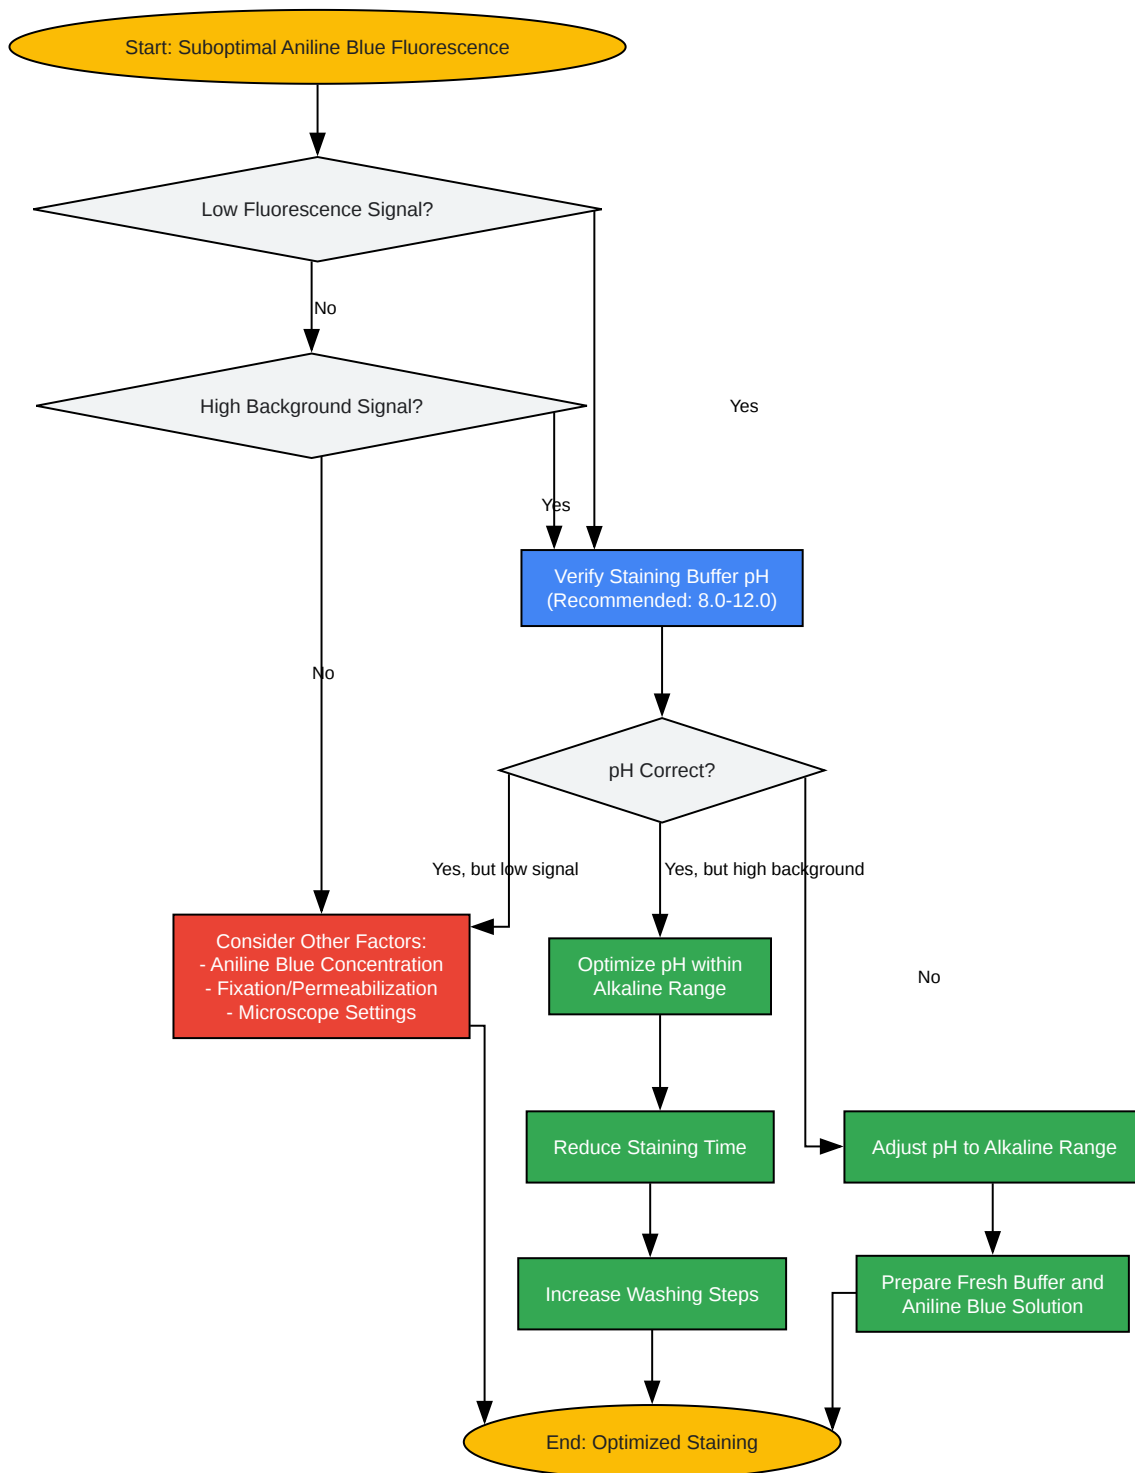 Start: Suboptimal Aniline Blue Fluorescence
Low Fluorescence Signal?
No
High Background Signal?
Yes
Yes
Verify Staining Buffer pH
(Recommended: 8.0-12.0)
No
pH Correct?
Yes, but low signal
Yes, but high background
Consider Other Factors:
- Aniline Blue Concentration
- Fixation/Permeabilization
- Microscope Settings
Optimize pH within
Alkaline Range
No
Reduce Staining Time
Adjust pH to Alkaline Range
Increase Washing Steps
Prepare Fresh Buffer and
Aniline Blue Solution
End: Optimized Staining